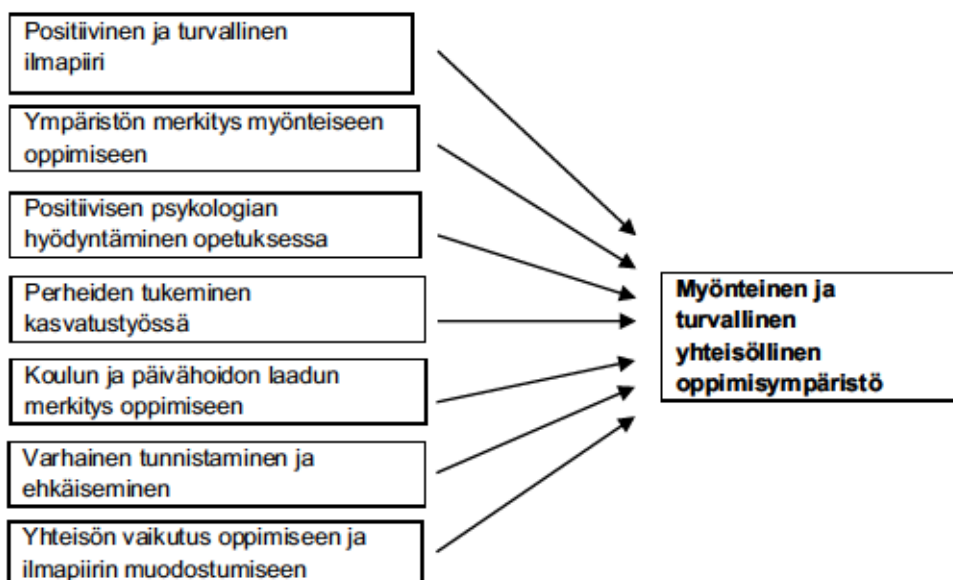 Positiivinen ja turvallinen
ilmapiiri
Ympäristön merkitys myönteiseen
oppimiseen
Positiivisen psykologian
hyödyntäminen opetuksessa
Perheiden tukeminen
kasvatustyössä
Koulun ja päivähoidon laadun
merkitys oppimiseen
Varhainen tunnistaminen ja
ehkäiseminen
Yhteisön vaikutus oppimiseen ja
ilmapiirin muodostumiseen
Myönteinen ja
turvallinen
yhteisöllinen
oppimisympäristö